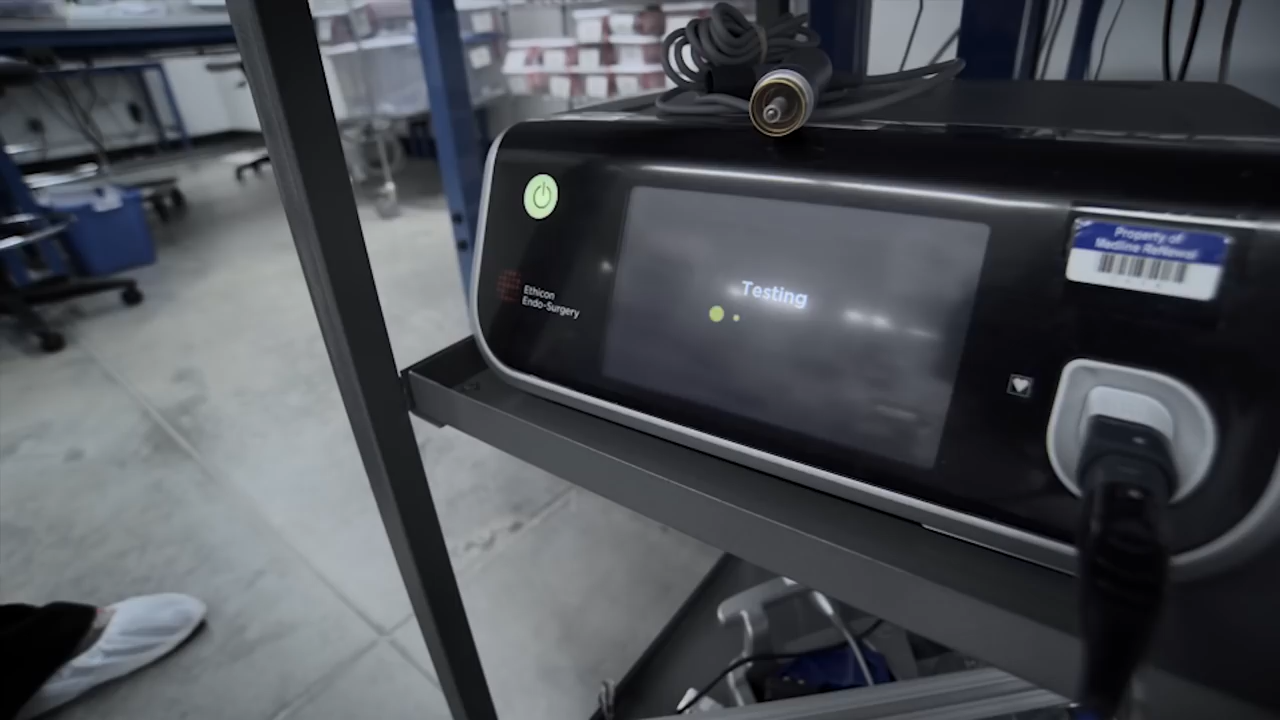 Ethicon
Endo-Surgery
Testing
Property of
Medline ReNewal